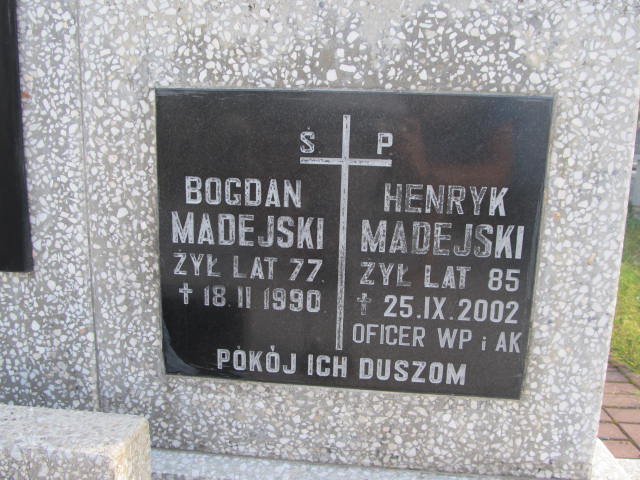 Ś. P
BOGDAN
MADEJSKI
ŻYŁ LAT 77
✝ 18.II 1990
HENRYK
MADEJSKI
ŻYŁ LAT 85
✝ 25.IX.2002
OFICER WP i AK
POKÓJ ICH DUSZOM